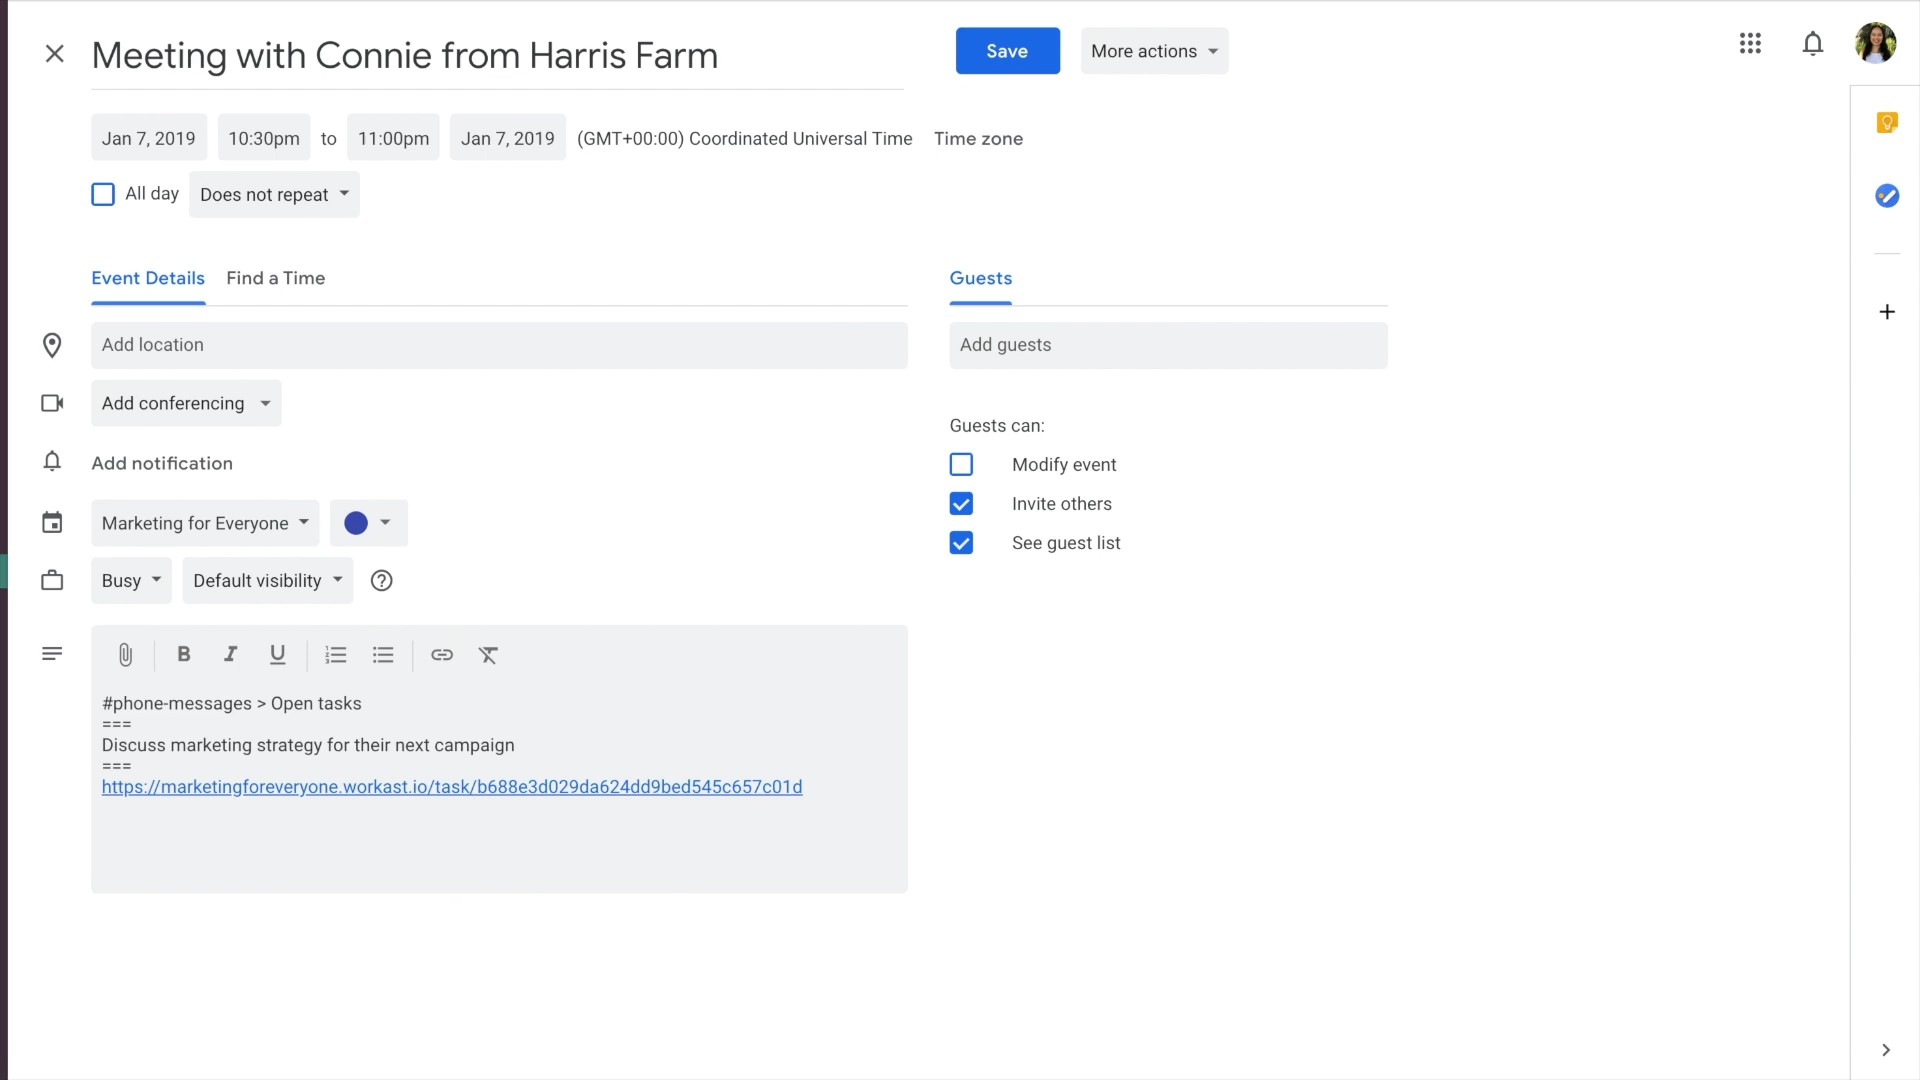 Meeting with Connie from Harris Farm
Save
More actions
Jan 7, 2019 10:30pm to 11:00pm Jan 7, 2019 (GMT+00:00) Coordinated Universal Time Time zone
All day Does not repeat
Event Details Find a Time
Guests
Add location
Add guests
Add conferencing
Guests can:
Add notification
Modify event
Invite others
Marketing for Everyone
See guest list
Busy Default visibility
#phone-messages > Open tasks
===
Discuss marketing strategy for their next campaign
===
https://marketingforeveryone.workast.io/task/b688e3d029da624dd9bed545c657c01d